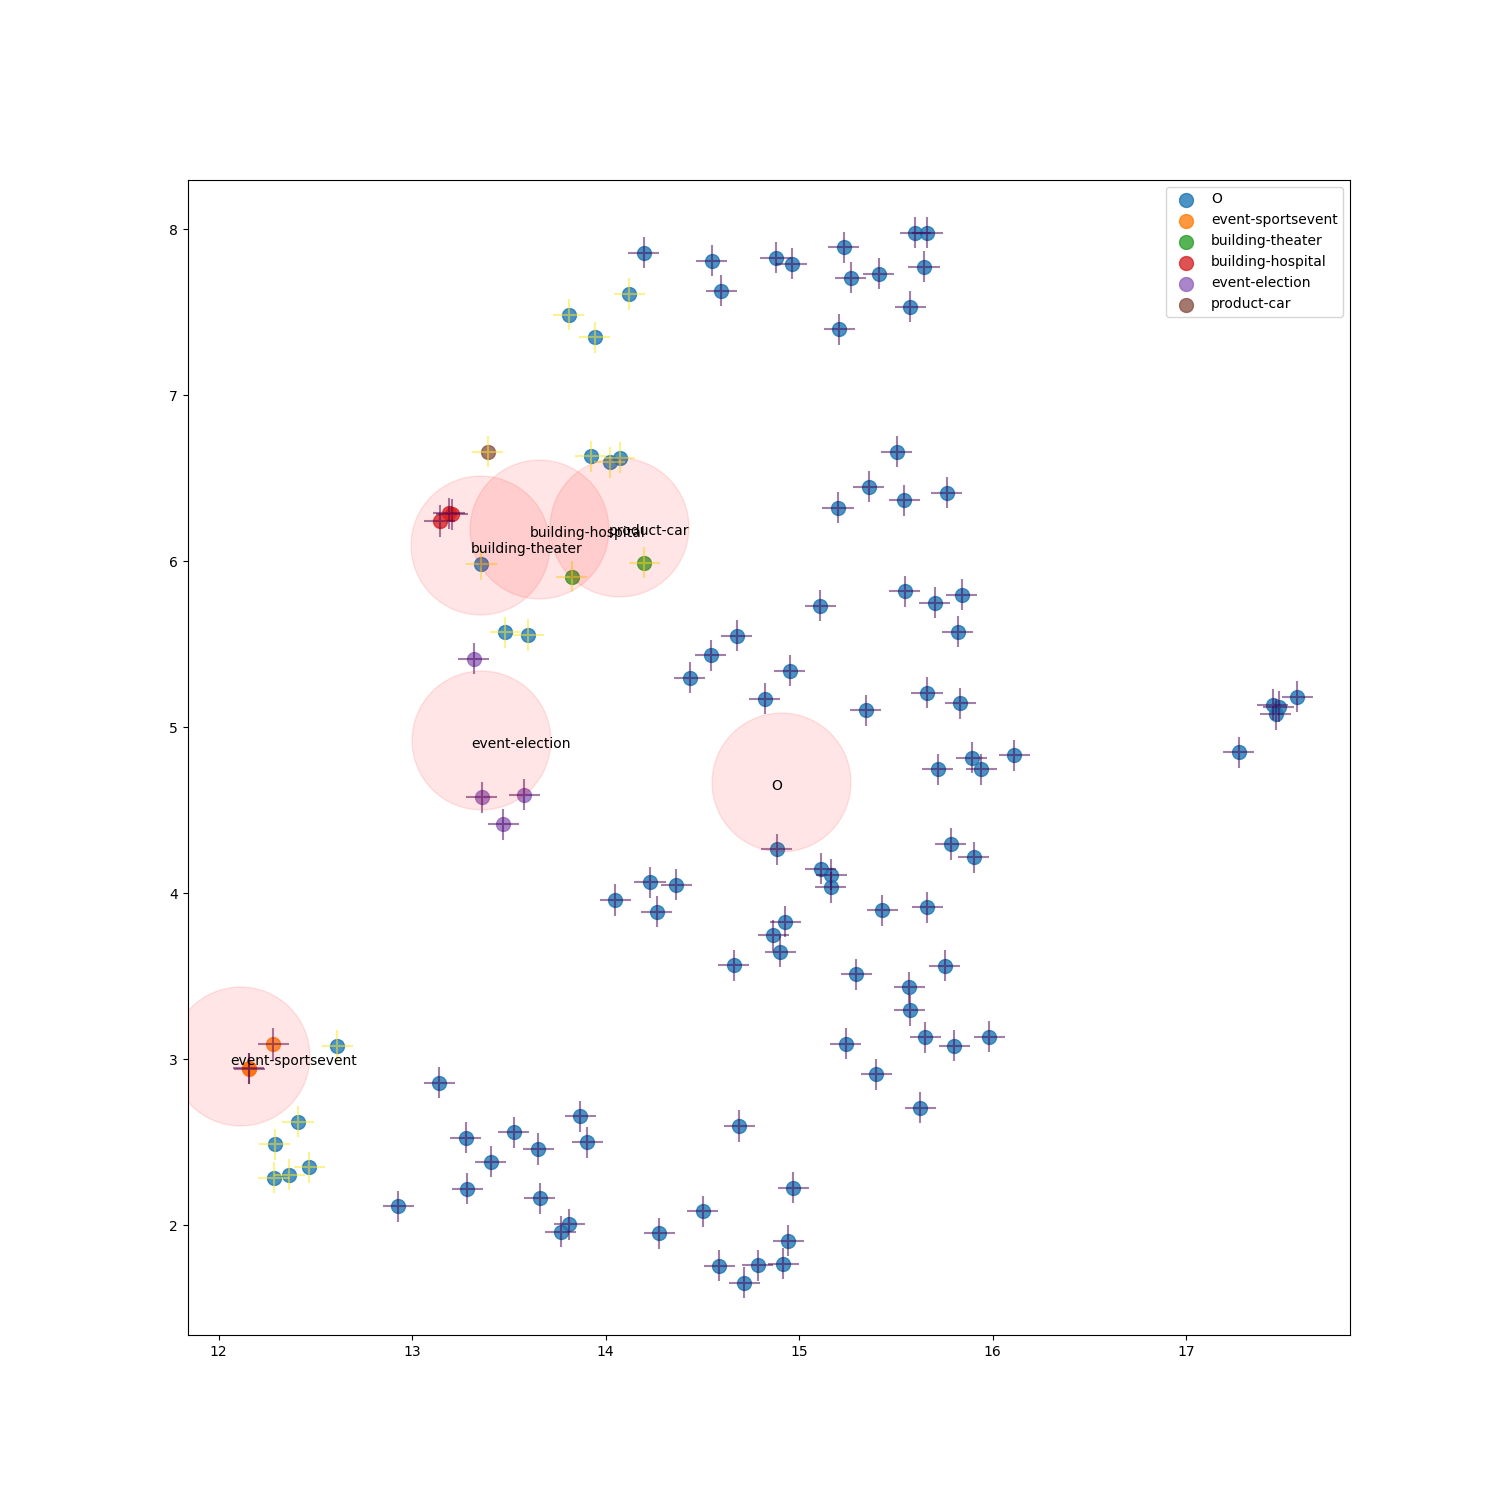 O
event-sportsevent
building-theater
building-hospital
event-election
product-car
8
7
6
5
4
3
2
building-hospital
product-car
building-theater
event-election
O
event-sportsevent
12
13
14
15
16
17